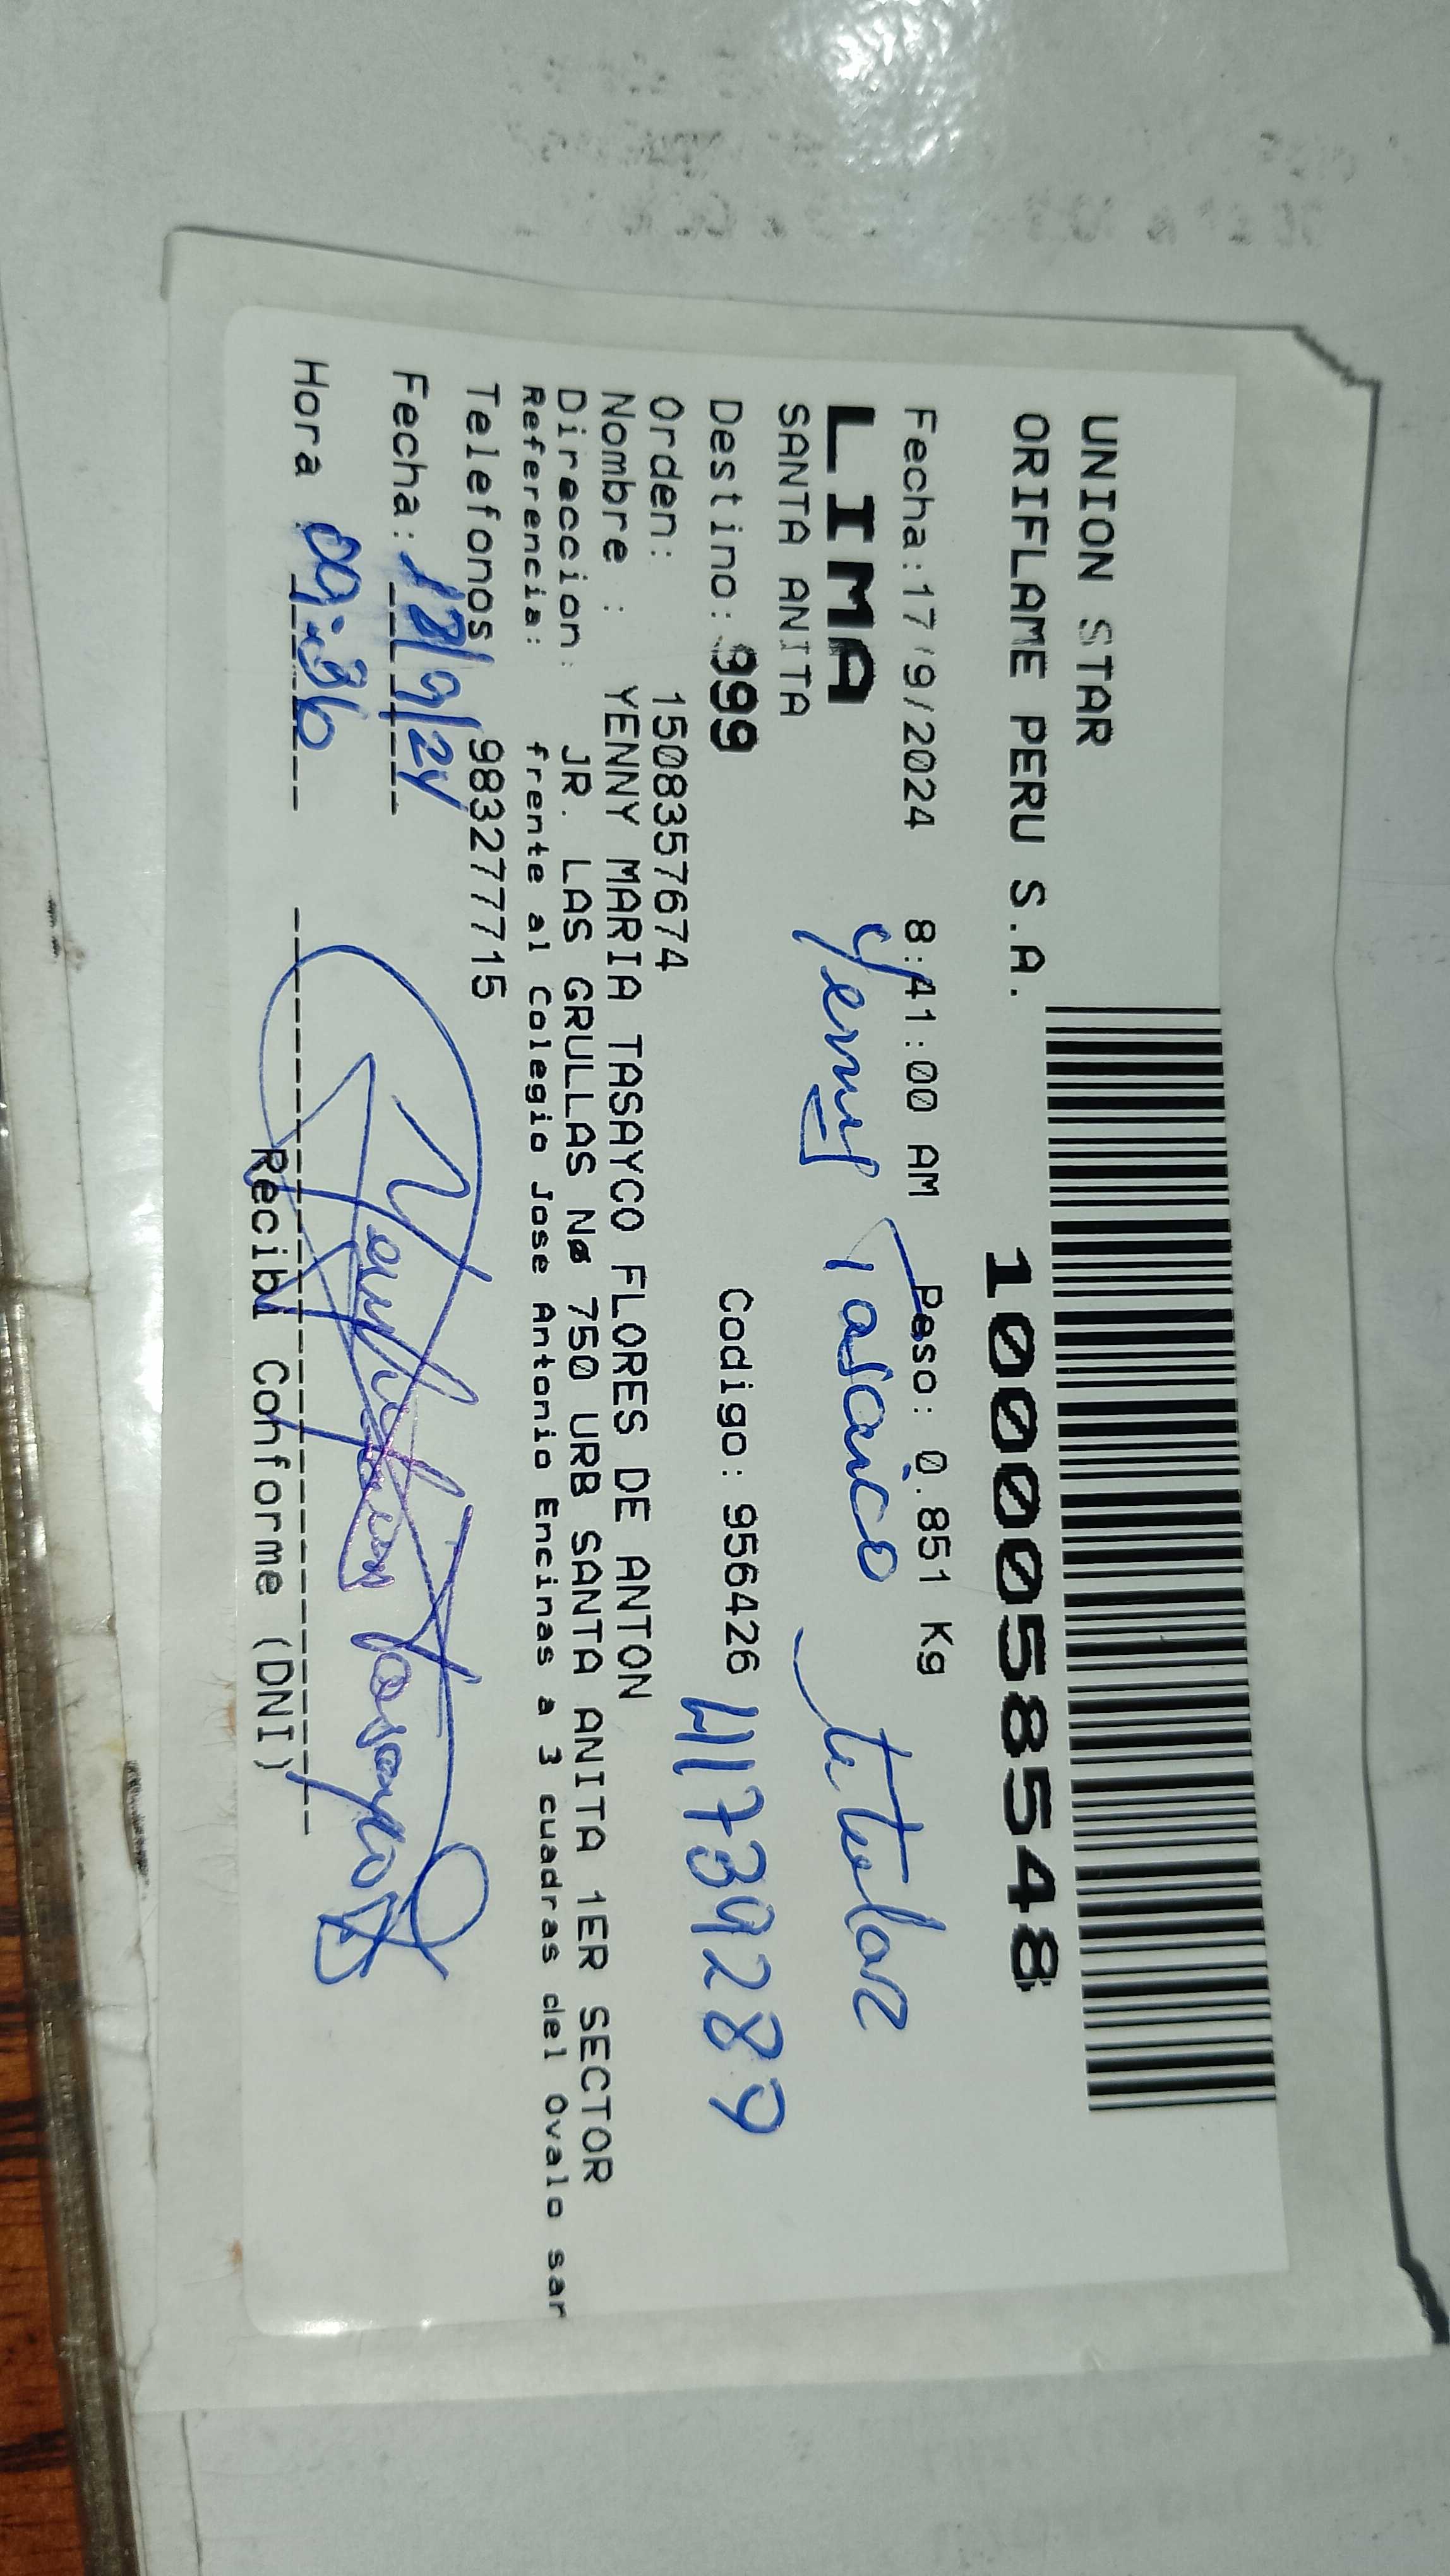 UNION STAR
ORIFLAME PERU S.A.
1000058548
Fecha:17/9/2024 8:41:00 AM Peso: 0.851 Kg
LIMA Yenny Tasaico titular
SANTA ANITA
Destino: 999 Codigo: 956426 41739289
Orden: 1508357674
Nombre : YENNY MARIA TASAYCO FLORES DE ANTON
Direccion: JR. LAS GRULLAS Nø 750 URB SANTA ANITA 1ER SECTOR
Referencia: frente al Colegio Jose Antonio Encinas a 3 cuadras del Ovalo sar
Telefonos 983277715
Fecha: 18/9/24
Hora 09:36
Recibi Conforme (DNI)